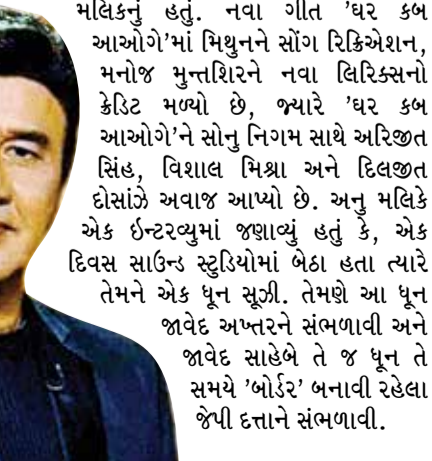 મલિકનું હતું. નવા ગીત 'ઘર કબ
આઓગે'માં મિથુનને સોંગ રિક્રિએશન,
મનોજ મુન્તશિરને નવા લિરિક્સનો
ક્રેડિટ મળ્યો છે, જ્યારે 'ઘર કબ
આઓગે'ને સોનુ નિગમ સાથે અરિજીત
સિંહ, વિશાલ મિશ્રા અને દિલજીત
દોસાંઝે અવાજ આપ્યો છે. અનુ મલિકે
એક ઇન્ટરવ્યુમાં જણાવ્યું હતું કે, એક
દિવસ સાઉન્ડ સ્ટુડિયોમાં બેઠા હતા ત્યારે
તેમને એક ધૂન સૂઝી. તેમણે આ ધૂન
જાવેદ અખ્તરને સંભળાવી અને
જાવેદ સાહેબે તે જ ધૂન તે
સમયે 'બોર્ડર' બનાવી રહેલા
જેપી દત્તાને સંભળાવી.